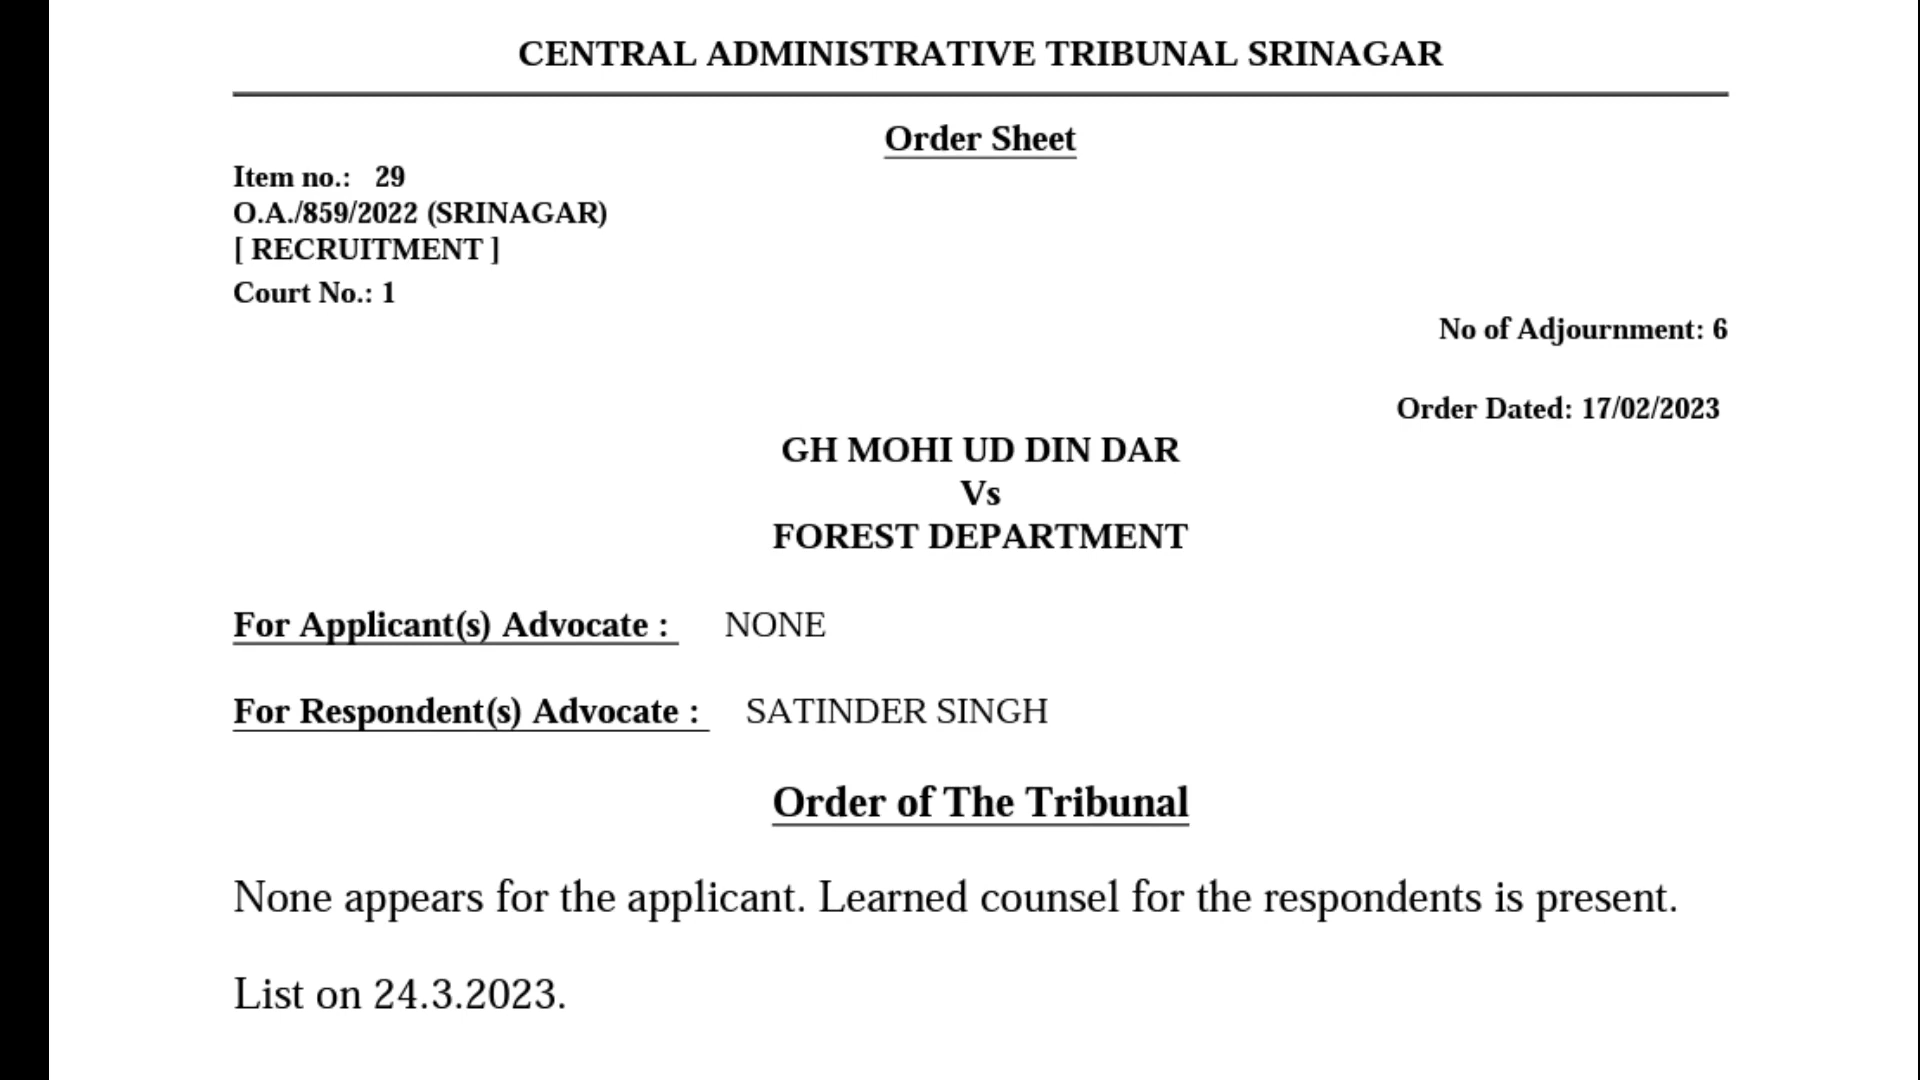 CENTRAL ADMINISTRATIVE TRIBUNAL SRINAGAR
Order Sheet
Item no.: 29
O.A./859/2022 (SRINAGAR)
[ RECRUITMENT ]
Court No.: 1
No of Adjournment: 6
Order Dated: 17/02/2023
GH MOHI UD DIN DAR
Vs
FOREST DEPARTMENT
For Applicant(s) Advocate : NONE
For Respondent(s) Advocate : SATINDER SINGH
Order of The Tribunal
None appears for the applicant. Learned counsel for the respondents is present.
List on 24.3.2023.